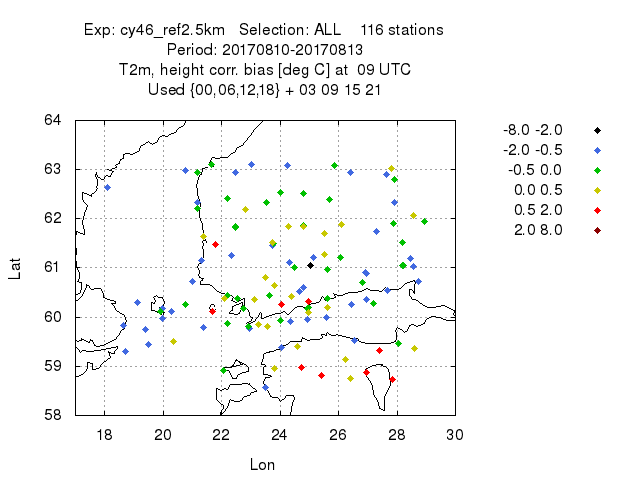 Exp: cy46_ref2.5km   Selection: ALL    116 stations
Period: 20170810-20170813
T2m, height corr. bias [deg C] at  09 UTC
Used {00,06,12,18} + 03 09 15 21
64
63
62
61
60
59
58
Lat
18 20 22 24 26 28 30
Lon
-8.0 -2.0
-2.0 -0.5
-0.5 0.0
0.0 0.5
0.5 2.0
2.0 8.0